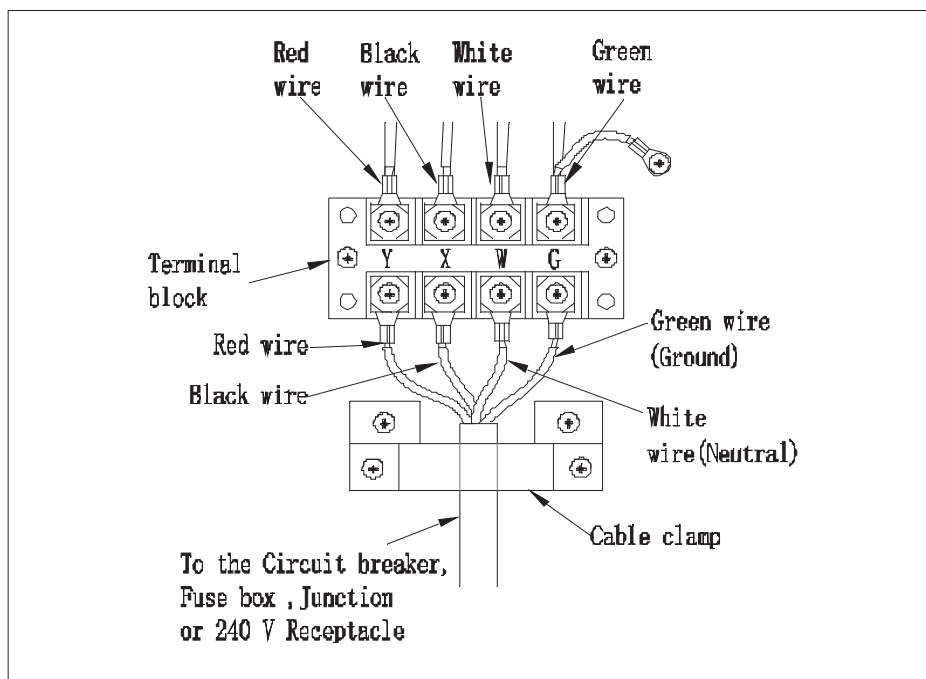 Red
wire
Black
wire
White
wire
Green
wire
Y X W G
Terminal
block
Red wire
Black wire
Green wire
(Ground)
White
wire(Neutral)
Cable clamp
To the Circuit breaker,
Fuse box , Junction
or 240 V Receptacle